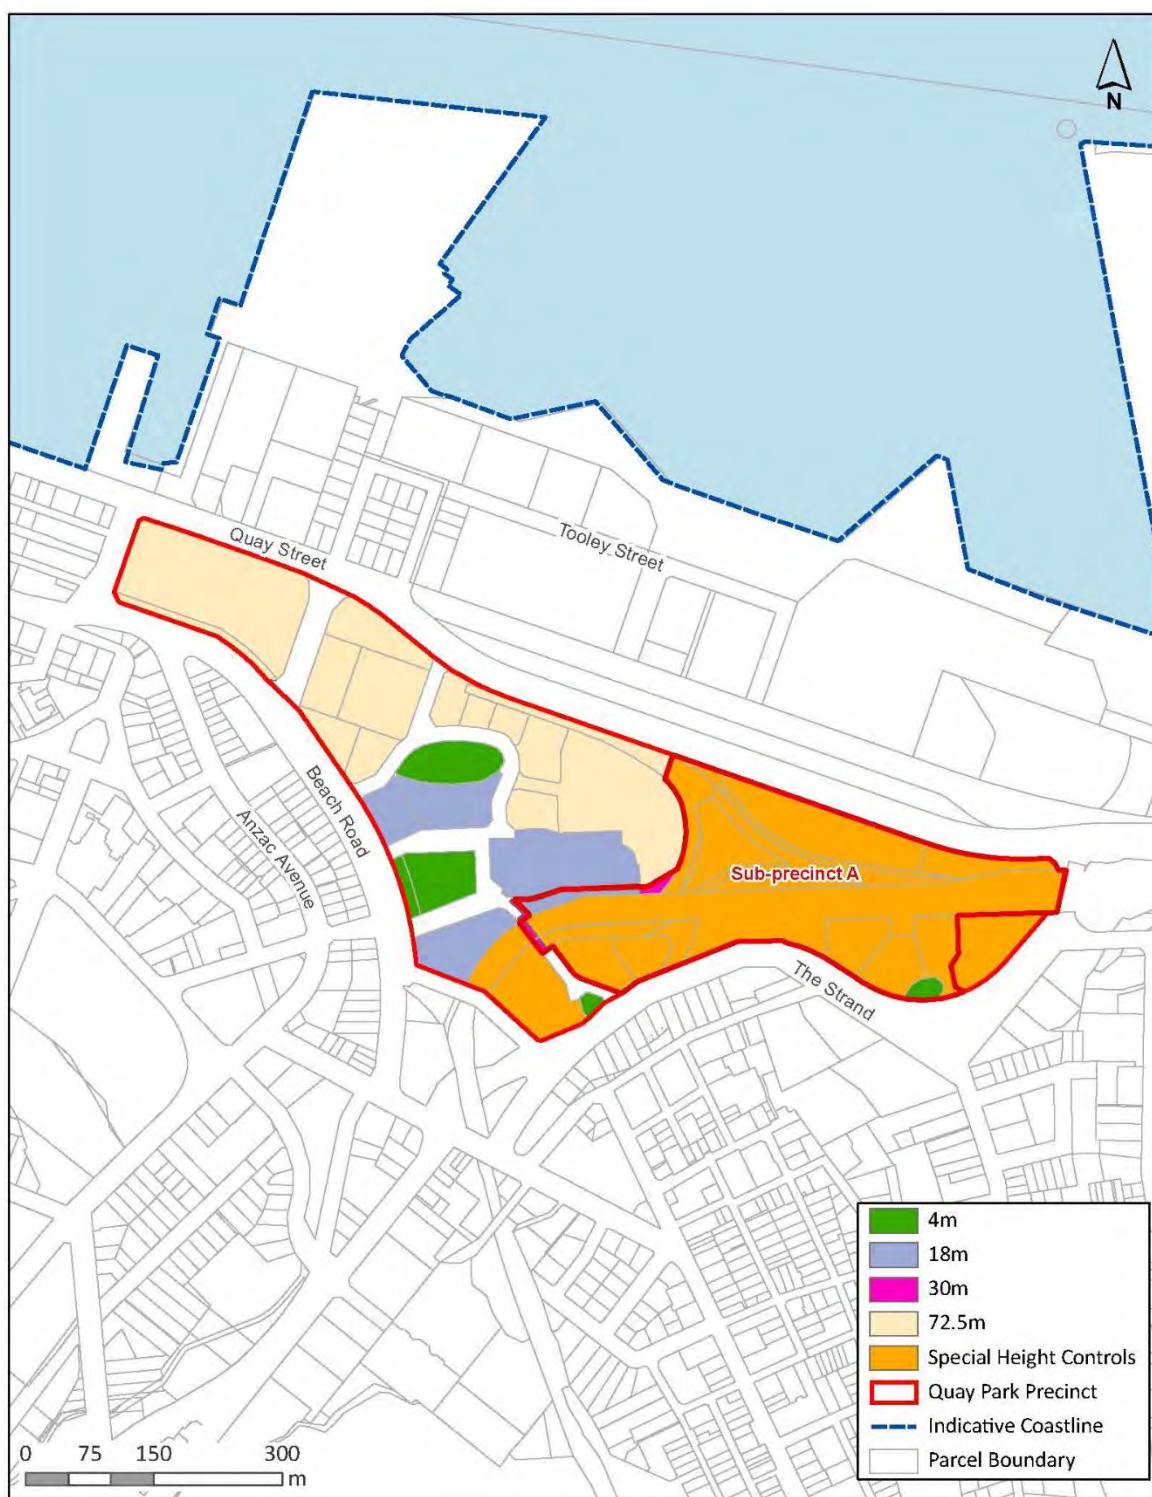 N
Quay Street
Tooley Street
Beach Road
Anzac Avenue
Sub-precinct A
The Strand
4m
18m
30m
72.5m
Special Height Controls
Quay Park Precinct
Indicative Coastline
Parcel Boundary
0 75 150 300
m